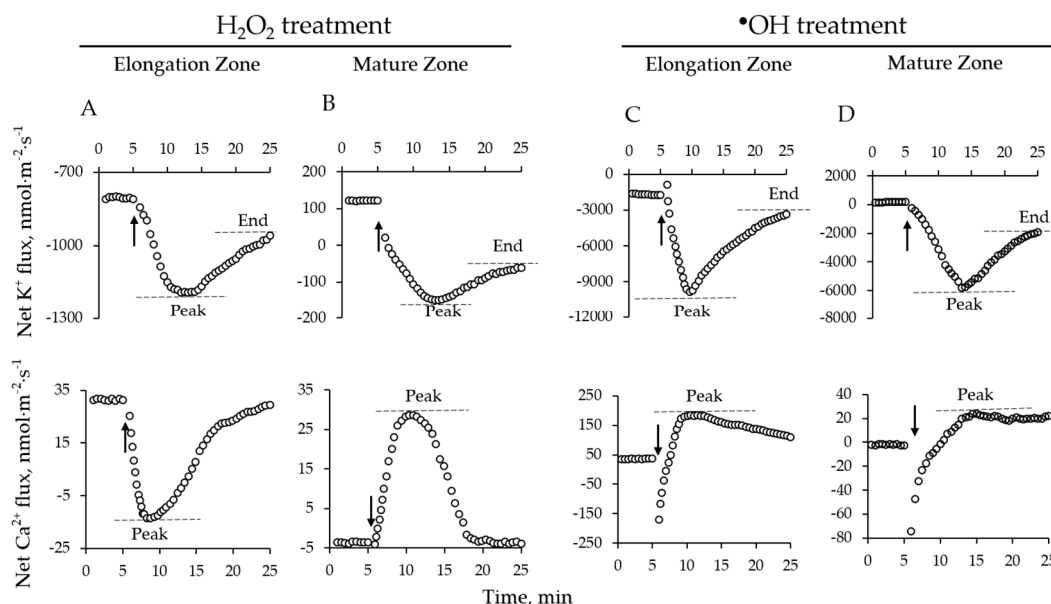 H₂O₂ treatment
•OH treatment
Elongation Zone
Mature Zone
Elongation Zone
Mature Zone
A
B
C
D
Net K⁺ flux, nmol·m⁻²·s⁻¹
0 5 10 15 20 25
-700
-1000
-1300
End
Peak
0 5 10 15 20 25
200
100
0
-100
-200
End
Peak
0 5 10 15 20 25
0
-3000
-6000
-9000
-12000
End
Peak
0 5 10 15 20 25
2000
0
-2000
-4000
-6000
-8000
End
Peak
Net Ca²⁺ flux, nmol·m⁻²·s⁻¹
35
15
-5
-25
Peak
0 5 10 15 20 25
35
25
15
5
-5
Peak
0 5 10 15 20 25
250
150
50
-50
-150
-250
Peak
0 5 10 15 20 25
40
20
0
-20
-40
-60
-80
Peak
0 5 10 15 20 25
Time, min